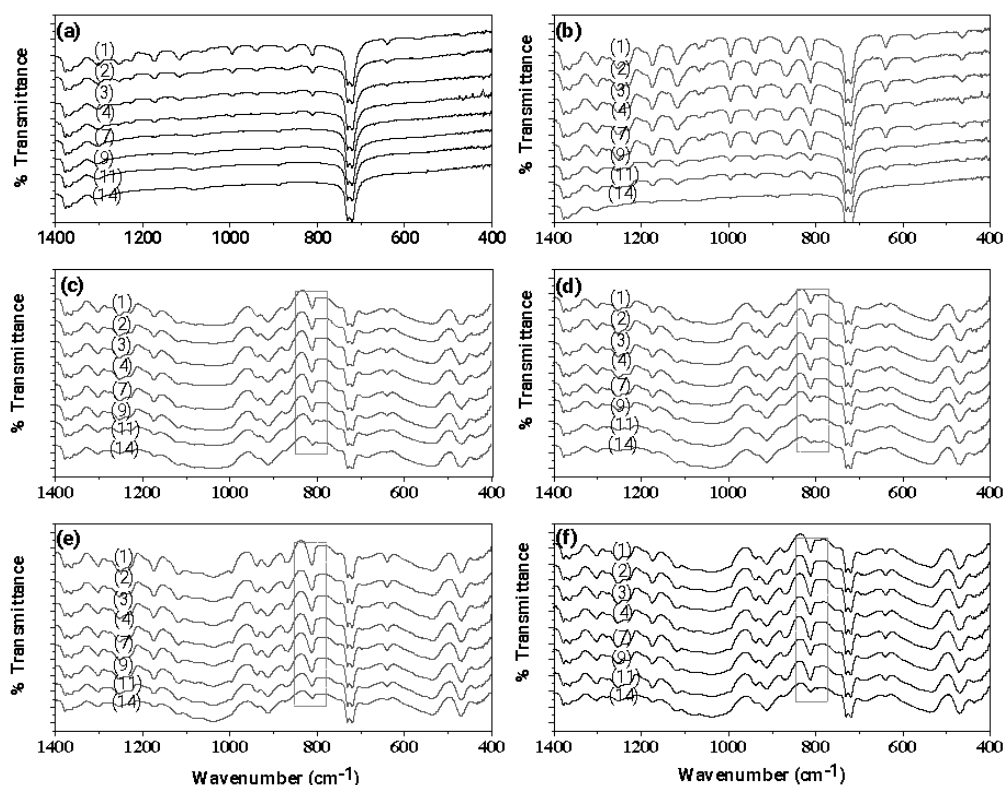 (a)
(1)
(2)
(3)
(4)
(7)
(9)
(11)
(14)
% Transmittance
1400 1200 1000 800 600 400
(b)
(1)
(2)
(3)
(4)
(7)
(9)
(11)
(14)
% Transmittance
1400 1200 1000 800 600 400
(c)
(1)
(2)
(3)
(4)
(7)
(9)
(11)
(14)
% Transmittance
1400 1200 1000 800 600 400
(d)
(1)
(2)
(3)
(4)
(7)
(9)
(11)
(14)
% Transmittance
1400 1200 1000 800 600 400
(e)
(1)
(2)
(3)
(4)
(7)
(9)
(11)
(14)
% Transmittance
1400 1200 1000 800 600 400
Wavenumber (cm⁻¹)
(f)
(1)
(2)
(3)
(4)
(7)
(9)
(11)
(14)
% Transmittance
1400 1200 1000 800 600 400
Wavenumber (cm⁻¹)